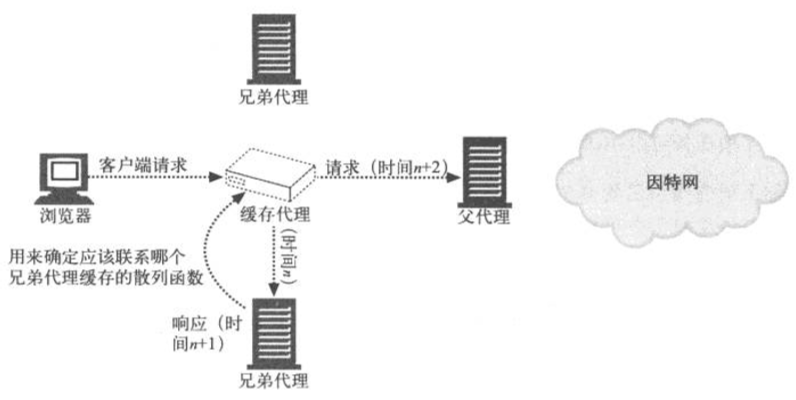 兄弟代理
客户端请求
请求（时间n+2）
因特网
浏览器
缓存代理
父代理
（时间n）
用来确定应该联系哪个
兄弟代理缓存的散列函数
响应（时
间n+1）
兄弟代理